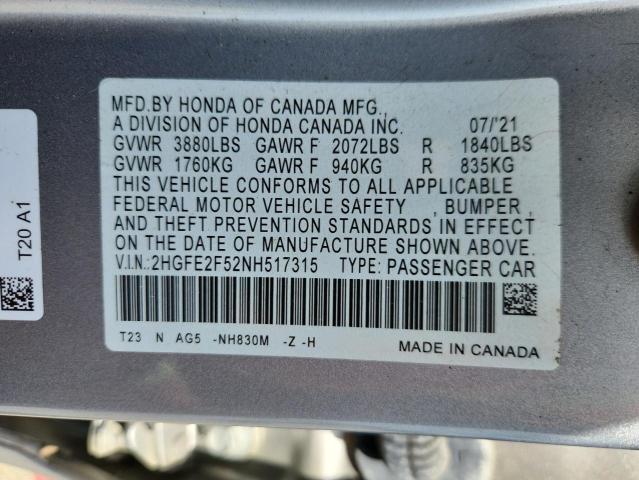 MFD.BY HONDA OF CANADA MFG.,
A DIVISION OF HONDA CANADA INC. 07/'21
GVWR 3880LBS GAWR F 2072LBS R 1840LBS
GVWR 1760KG GAWR F 940KG R 835KG
THIS VEHICLE CONFORMS TO ALL APPLICABLE
FEDERAL MOTOR VEHICLE SAFETY , BUMPER ,
AND THEFT PREVENTION STANDARDS IN EFFECT
ON THE DATE OF MANUFACTURE SHOWN ABOVE.
V.I.N.:2HGFE2F52NH517315 TYPE: PASSENGER CAR
T23 N AG5 -NH830M -Z -H
MADE IN CANADA
T20 A1